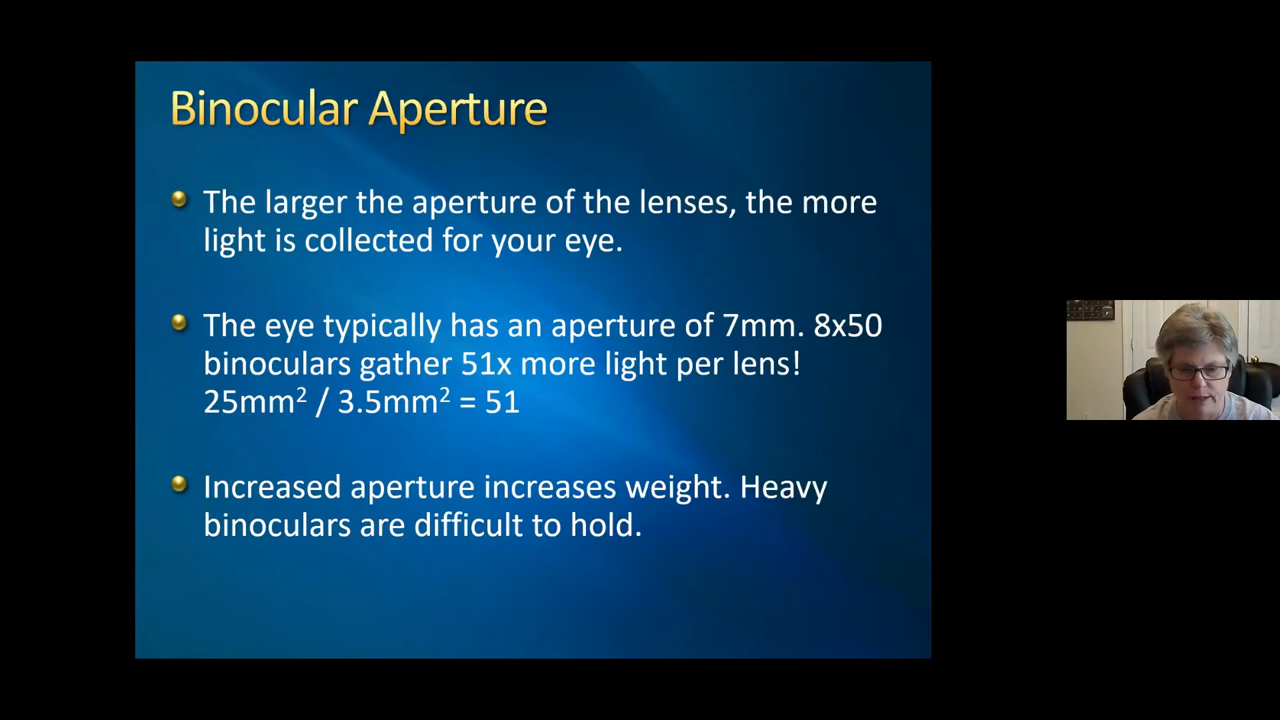 Binocular Aperture
The larger the aperture of the lenses, the more
light is collected for your eye.
The eye typically has an aperture of 7mm. 8x50
binoculars gather 51x more light per lens!
25mm² / 3.5mm² = 51
Increased aperture increases weight. Heavy
binoculars are difficult to hold.